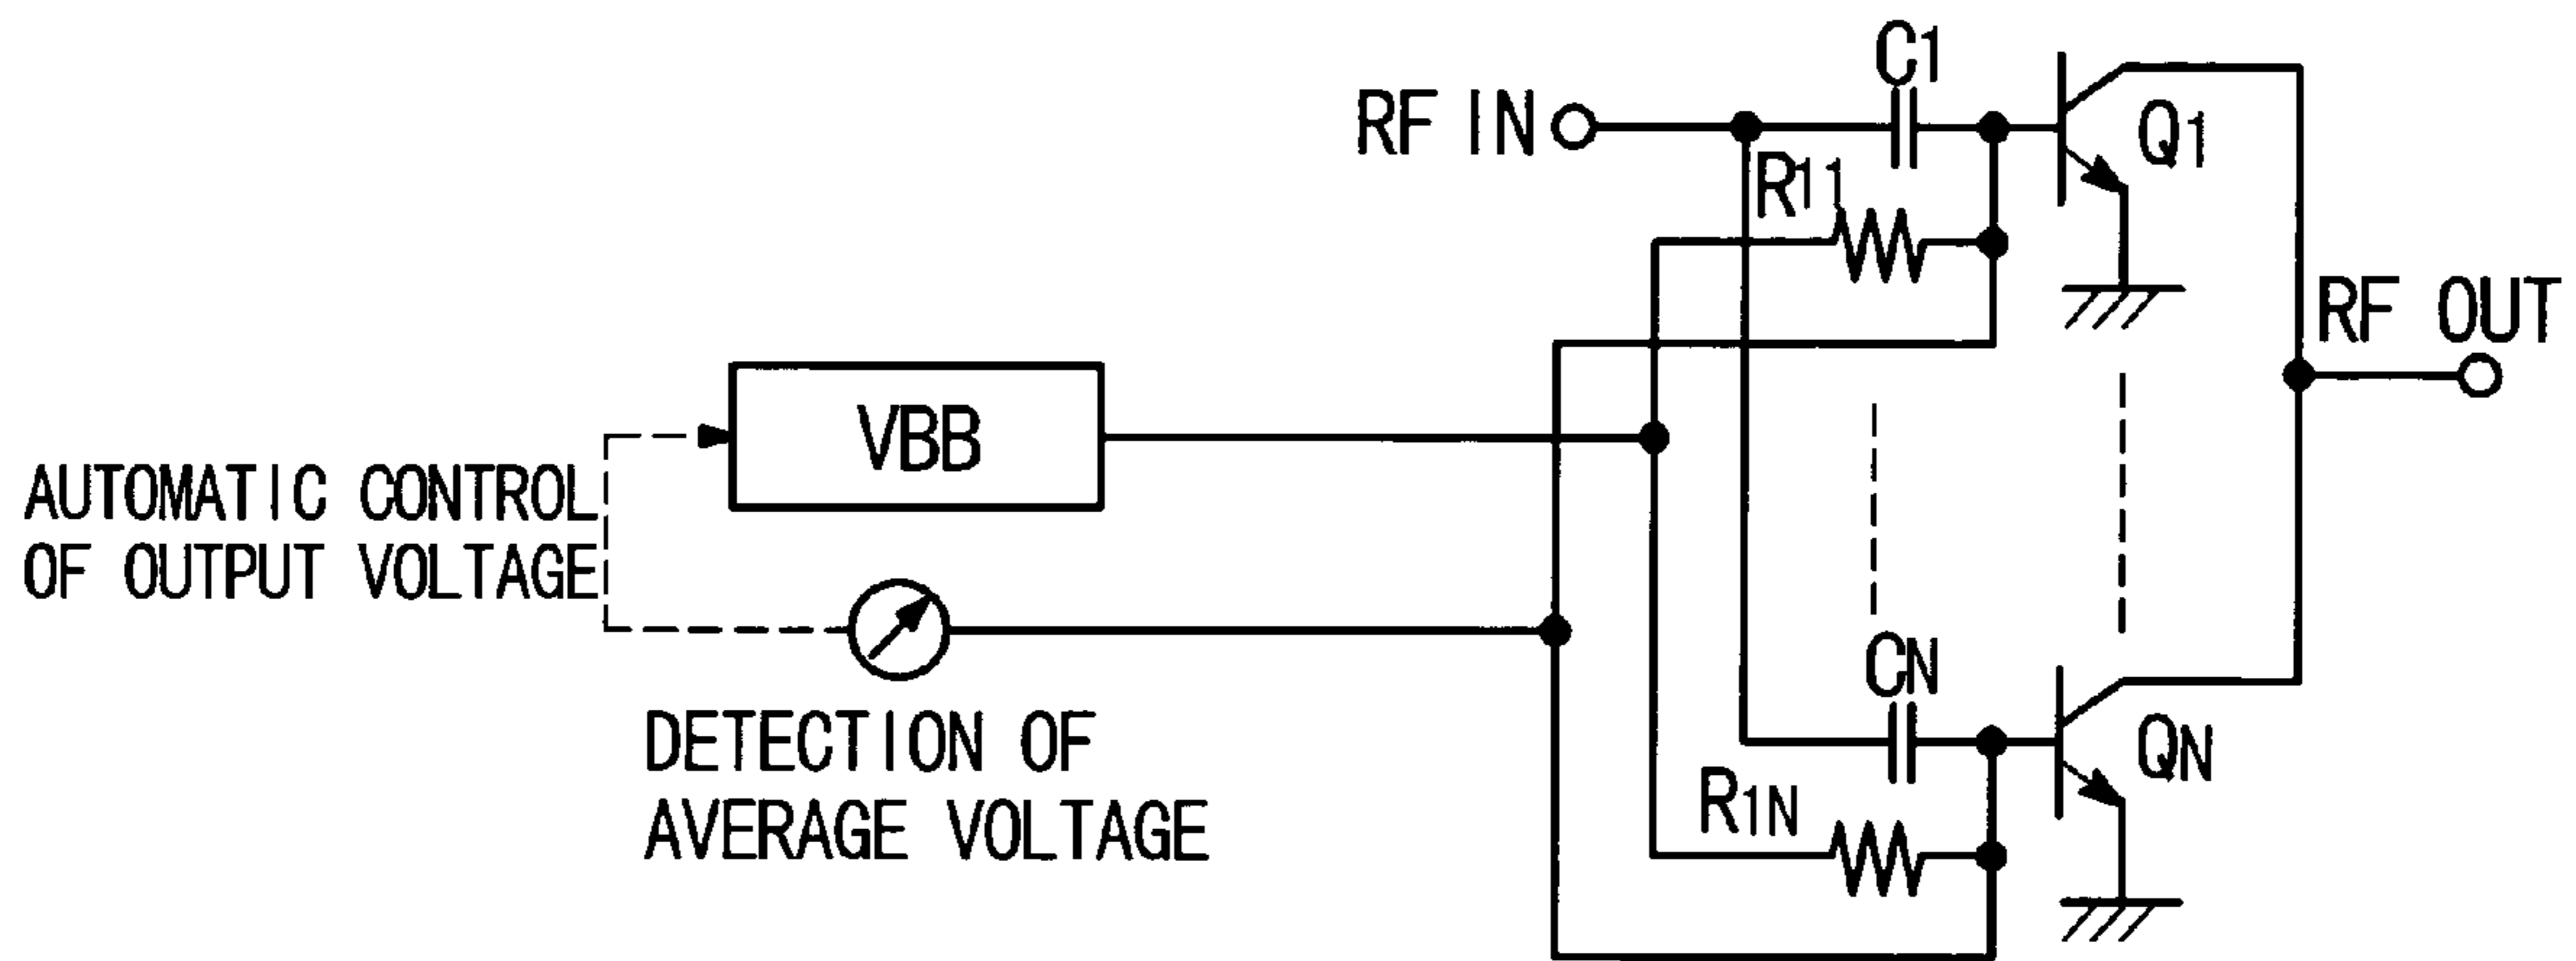 C1
RF IN
Q1
R11
RF OUT
VBB
AUTOMATIC CONTROL
OF OUTPUT VOLTAGE
CN
DETECTION OF
AVERAGE VOLTAGE
QN
R1N